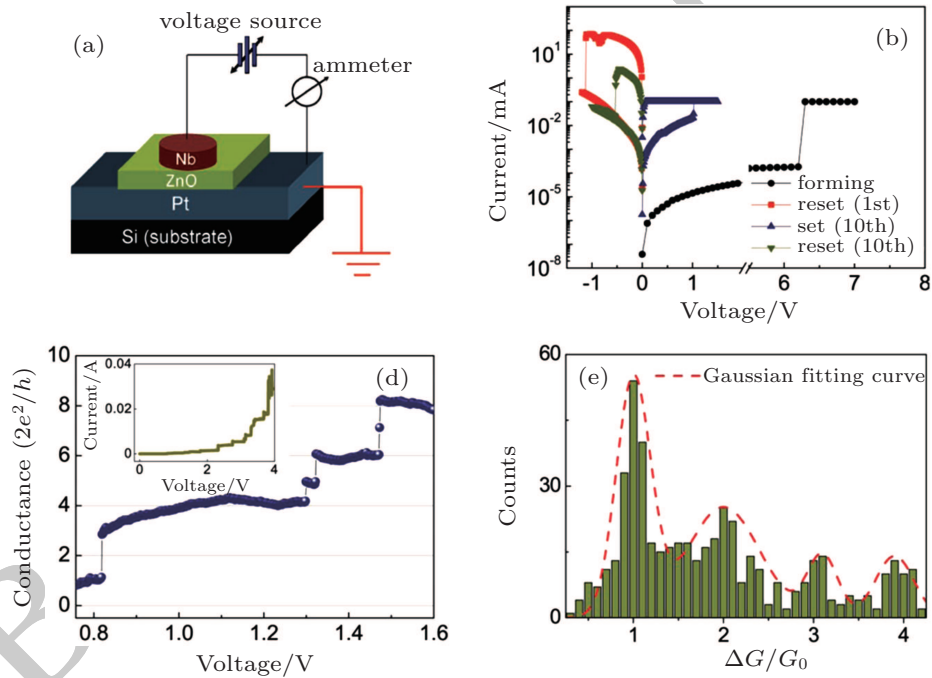 (a)
voltage source
ammeter
Nb
ZnO
Pt
Si (substrate)
(b)
Current/mA
10¹
10⁻²
10⁻⁵
10⁻⁸
forming
reset (1st)
set (10th)
reset (10th)
-1 0 1 6 7 8
Voltage/V
(d)
Conductance (2e²/h)
10
8
6
4
2
0
0.8 1.0 1.2 1.4 1.6
Voltage/V
Current/A
0.04
0.02
0
0 2 4
Voltage/V
(e)
Gaussian fitting curve
Counts
60
30
0
1 2 3 4
ΔG/G₀